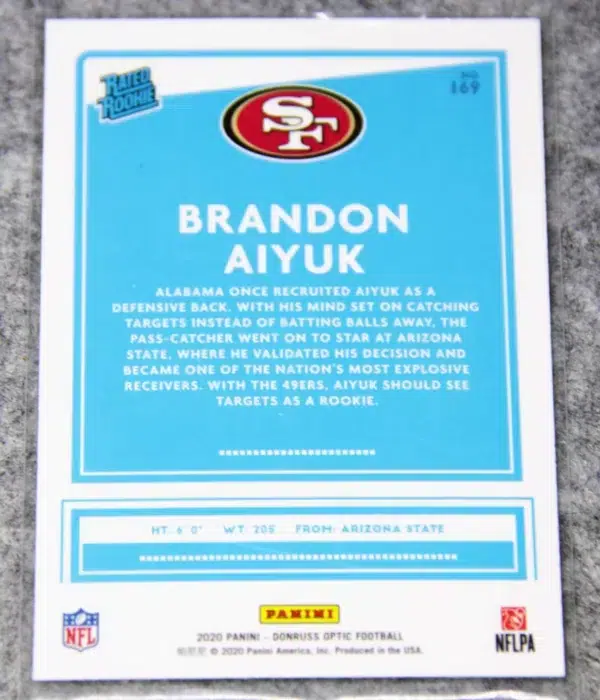 RATED
ROOKIE
NO.
169
SF
BRANDON
AIYUK
ALABAMA ONCE RECRUITED AIYUK AS A
DEFENSIVE BACK. WITH HIS MIND SET ON CATCHING
TARGETS INSTEAD OF BATTING BALLS AWAY, THE
PASS-CATCHER WENT ON TO STAR AT ARIZONA
STATE, WHERE HE VALIDATED HIS DECISION AND
BECAME ONE OF THE NATION'S MOST EXPLOSIVE
RECEIVERS. WITH THE 49ERS, AIYUK SHOULD SEE
TARGETS AS A ROOKIE.
HT: 6' 0" WT: 205 FROM: ARIZONA STATE
PANINI
NFL
2020 PANINI - DONRUSS OPTIC FOOTBALL
© 2020 Panini America, Inc. Produced in the USA.
NFLPA